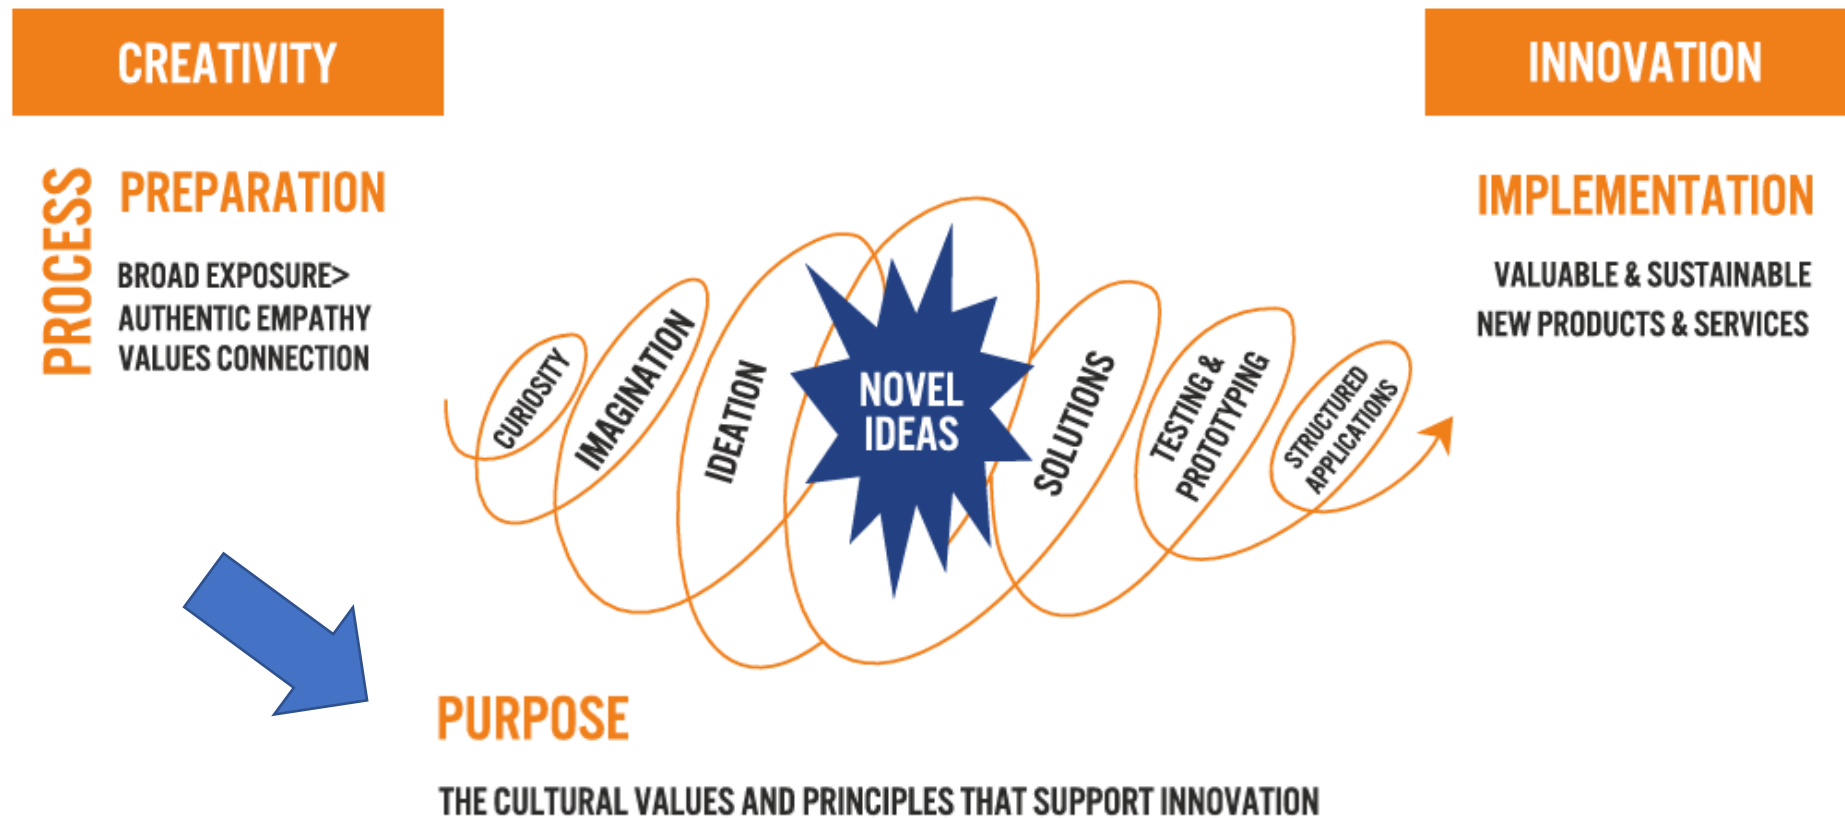 CREATIVITY
INNOVATION
PROCESS
PREPARATION
BROAD EXPOSURE>
AUTHENTIC EMPATHY
VALUES CONNECTION
CURIOSITY
IMAGINATION
IDEATION
NOVEL
IDEAS
SOLUTIONS
TESTING &
PROTOTYPING
STRUCTURED
APPLICATIONS
IMPLEMENTATION
VALUABLE & SUSTAINABLE
NEW PRODUCTS & SERVICES
PURPOSE
THE CULTURAL VALUES AND PRINCIPLES THAT SUPPORT INNOVATION